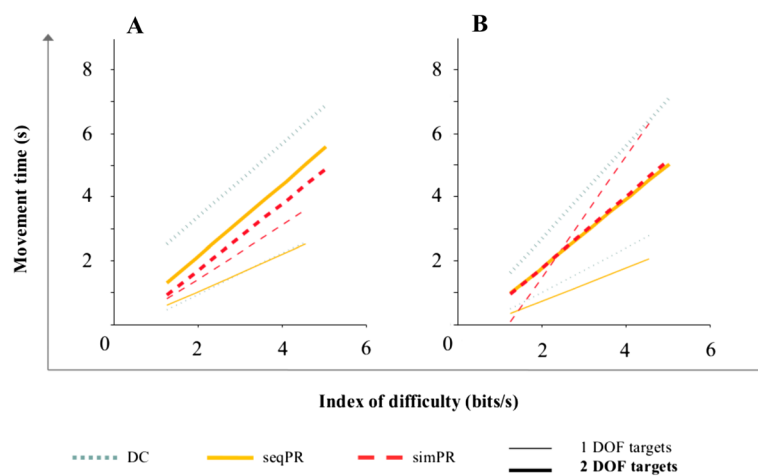 A
B
8
6
4
2
0
2
4
6
8
6
4
2
0
2
4
6
Movement time (s)
Index of difficulty (bits/s)
DC
seqPR
simPR
1 DOF targets
2 DOF targets